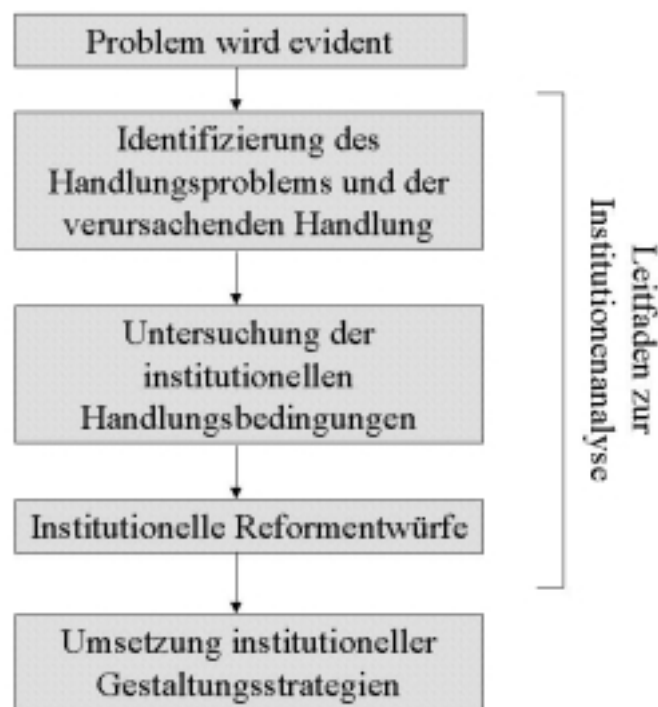 Problem wird evident
Identifizierung des
Handlungsproblems und der
verursachenden Handlung
Untersuchung der
institutionellen
Handlungsbedingungen
Institutionelle Reformentwürfe
Umsetzung institutioneller
Gestaltungsstrategien
Leitfaden zur
Institutionenanalyse